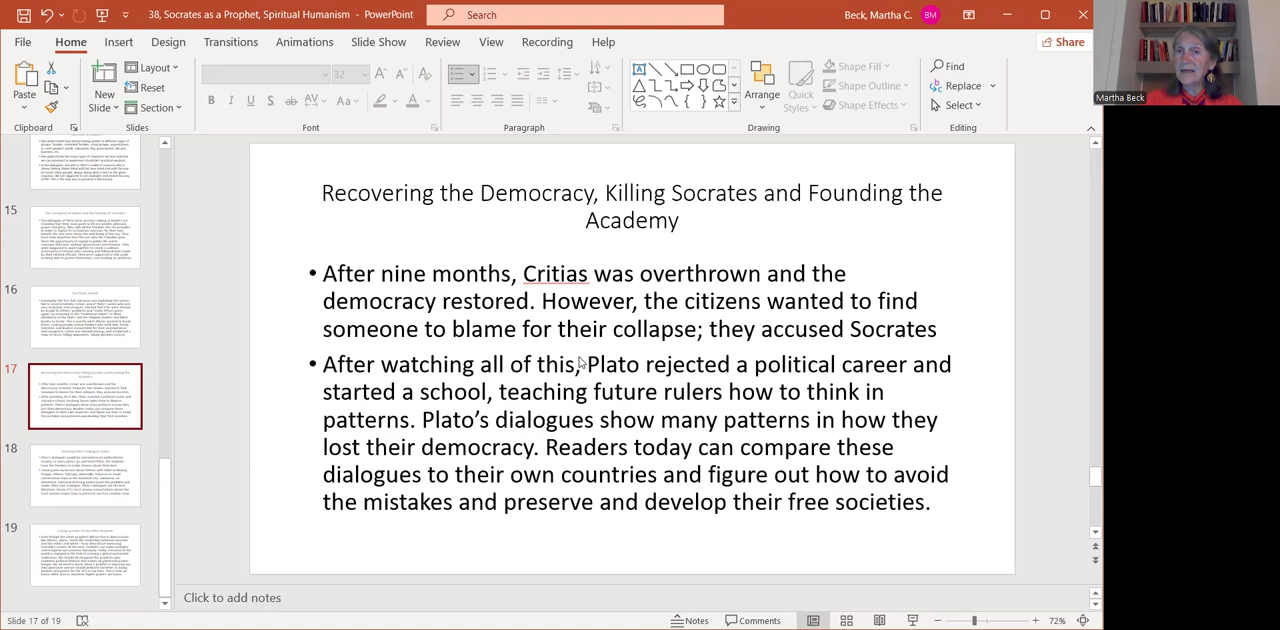 38, Socrates as a Prophet, Spiritual Humanism - PowerPoint
Search
Beck, Martha C.
BM
File Home Insert Design Slide Show Transitions Animations Slide Show Review View Recording Help
Share
Paste
New
Slide
Layout
Reset
Section
32
B I U S ab AV Aa A
Arrange
Quick
Styles
Shape Fill
Shape Outline
Shape Effects
Find
Replace
Select
Martha Beck
Clipboard Slides Font Paragraph Drawing Editing
15
16
17
18
19
Recovering the Democracy, Killing Socrates and Founding the
Academy
• After nine months, Critias was overthrown and the
democracy restored. However, the citizens wanted to find
someone to blame for their collapse; they accused Socrates
• After watching all of this, Plato rejected a political career and
started a school, teaching future rulers how to think in
patterns. Plato's dialogues show many patterns in how they
lost their democracy. Readers today can compare these
dialogues to their own countries and figure out how to avoid
the mistakes and preserve and develop their free societies.
Click to add notes
Slide 17 of 19
Notes Comments
72%